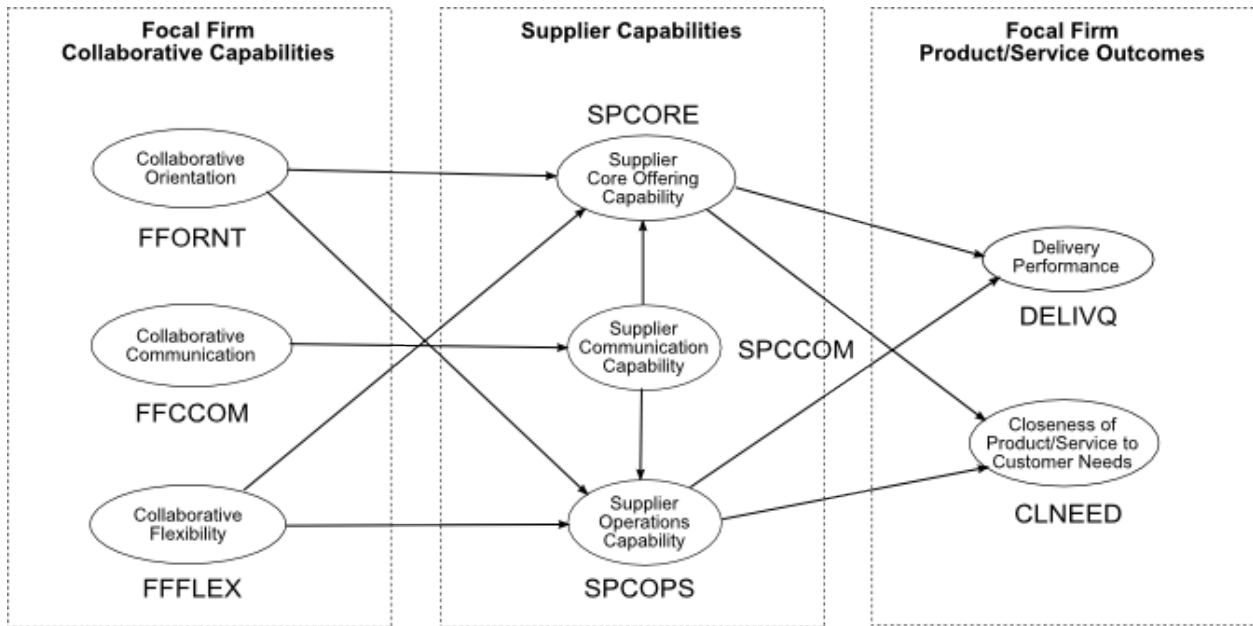 Focal Firm
Collaborative Capabilities
Supplier Capabilities
Focal Firm
Product/Service Outcomes
SPCORE
Collaborative
Orientation
Supplier
Core Offering
Capability
FFORNT
Delivery
Performance
DELIVQ
Collaborative
Communication
Supplier
Communication
Capability
SPCCOM
FFCCOM
Closeness of
Product/Service to
Customer Needs
CLNEED
Collaborative
Flexibility
Supplier
Operations
Capability
FFFLEX
SPCOPS